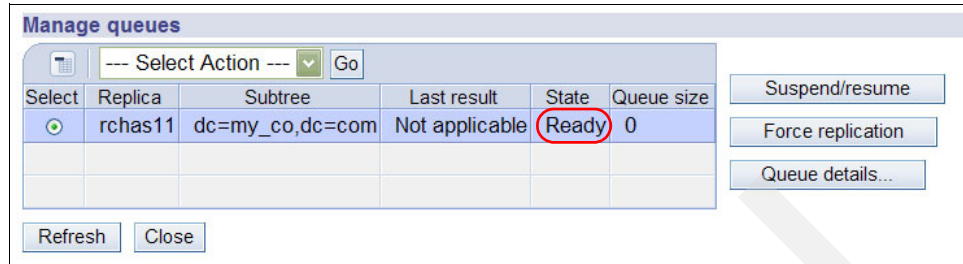 Manage queues
--- Select Action --- Go
Select Replica Subtree Last result State Queue size
rchas11 dc=my_co,dc=com Not applicable Ready 0
Suspend/resume
Force replication
Queue details...
Refresh Close